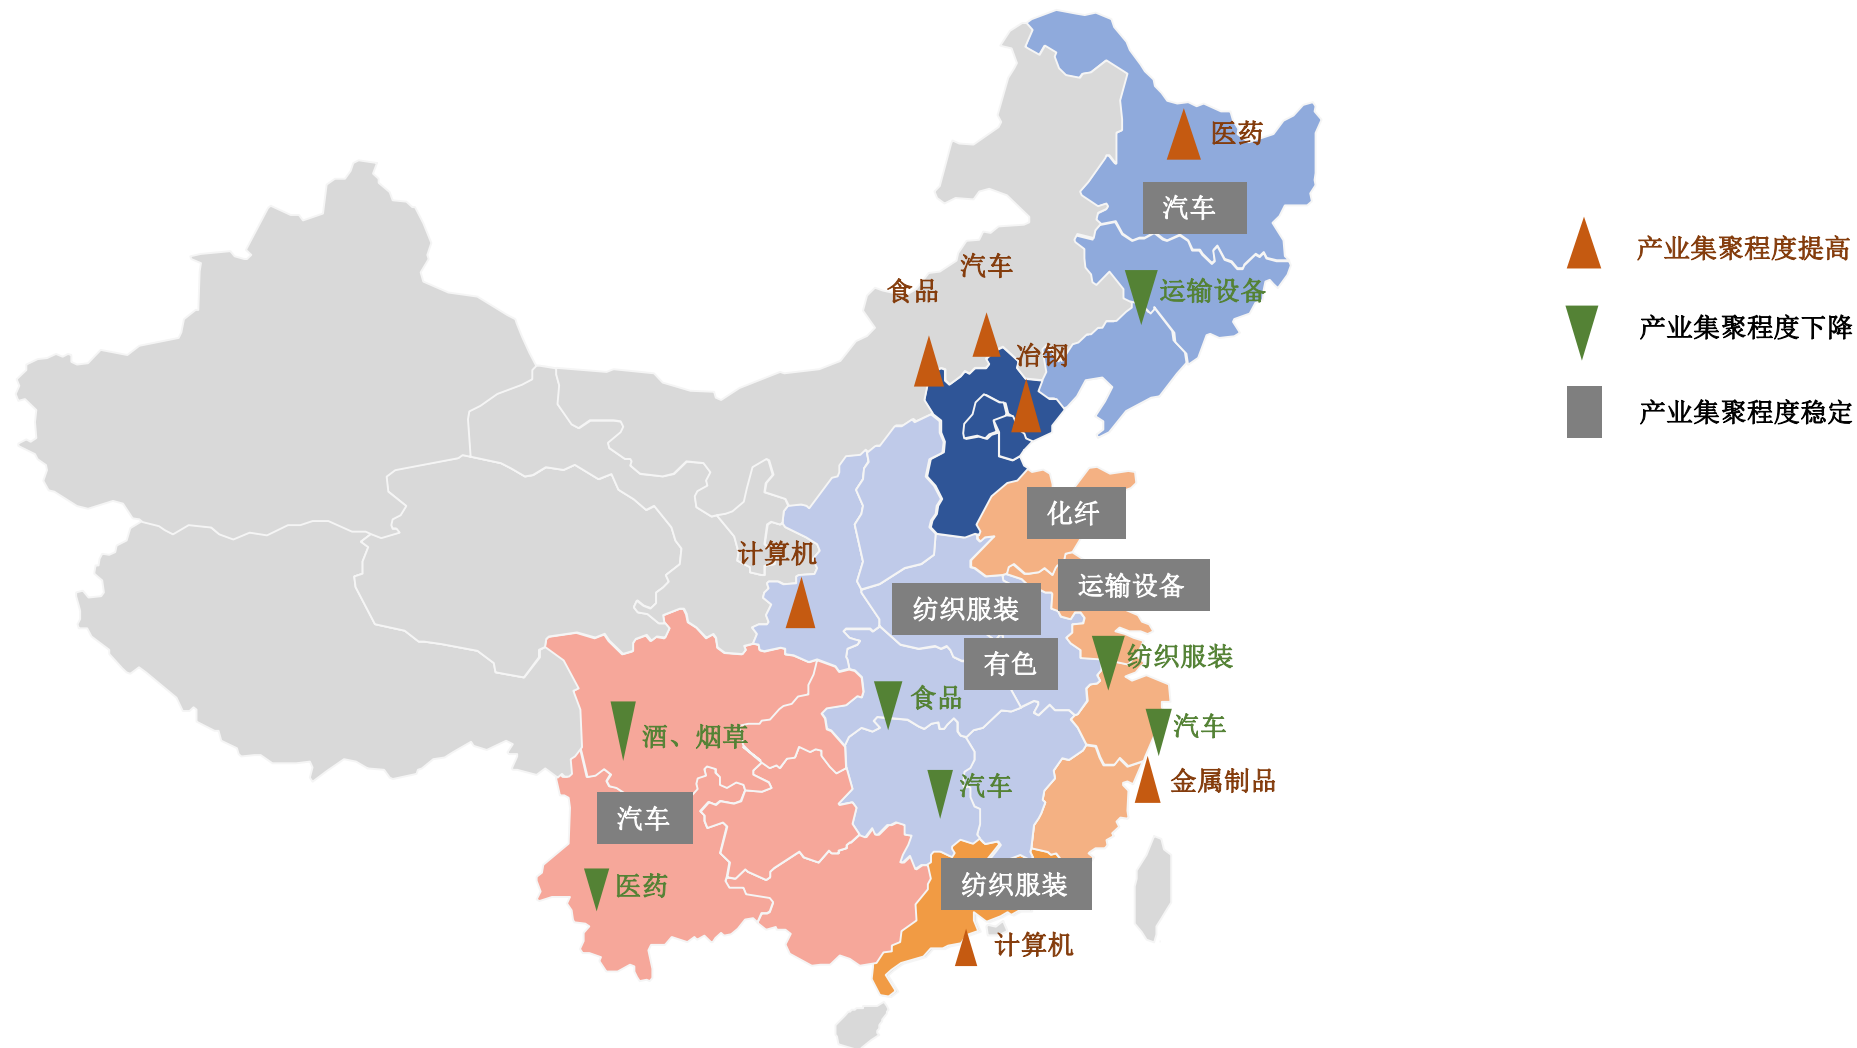 医药
汽车
产业集聚程度提高
汽车
食品
运输设备
产业集聚程度下降
冶钢
产业集聚程度稳定
化纤
计算机
运输设备
纺织服装
有色
纺织服装
食品
汽车
酒、烟草
金属制品
汽车
汽车
医药
纺织服装
计算机